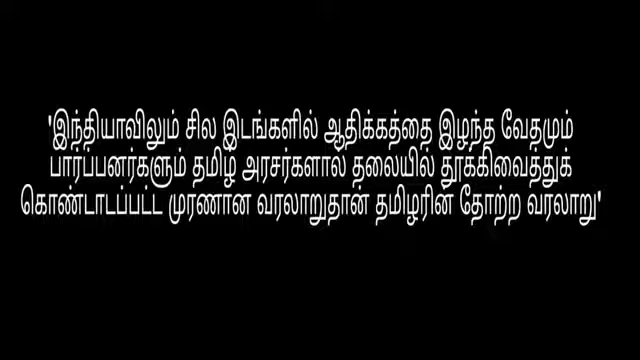 'இந்தியாவிலும் சில இடங்களில் ஆதிக்கத்தை இழந்த வேதமும்
பார்ப்பனர்களும் தமிழ் அரசர்களால் தலையில் தூக்கிவைத்துக்
கொண்டாடப்பட்ட முரணான வரலாறுதான் தமிழரின் தோற்ற வரலாறு'